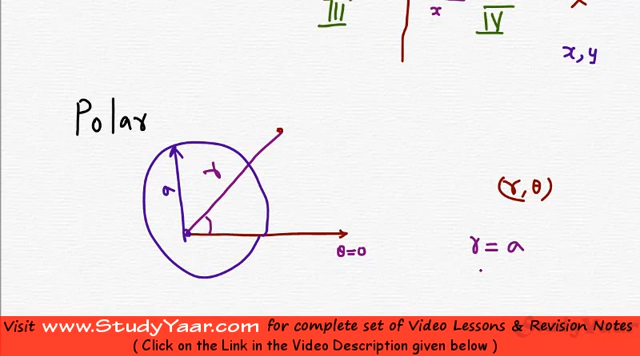 III
x
IV
x, y
Polar
r
a
(r, θ)
θ=0
r = a
Visit www.StudyYaar.com for complete set of Video Lessons & Revision Notes
( Click on the Link in the Video Description given below )